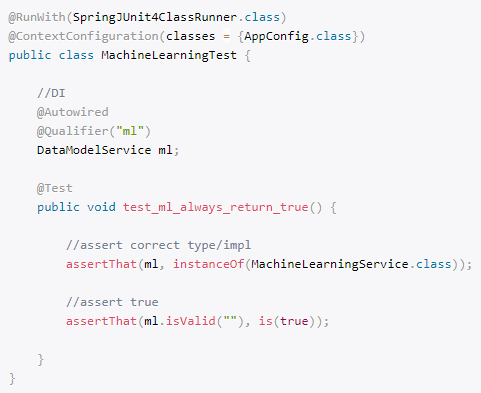 @RunWith(SpringJUnit4ClassRunner.class)
@ContextConfiguration(classes = {AppConfig.class})
public class MachineLearningTest {
//DI
@Autowired
@Qualifier("ml")
DataModelService ml;
@Test
public void test_ml_always_return_true() {
//assert correct type/impl
assertThat(ml, instanceOf(MachineLearningService.class));
//assert true
assertThat(ml.isValid(""), is(true));
}
}